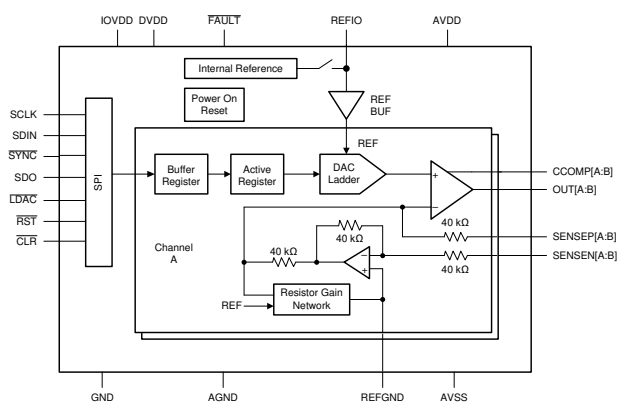 IOVDD DVDD FAULT REFIO AVDD
Internal Reference
Power On
Reset
REF
BUF
REF
SCLK
SDIN
SYNC
SDO
LDAC
RST
CLR
SPI
Buffer
Register
Active
Register
DAC
Ladder
+
−
CCOMP[A:B]
OUT[A:B]
SENSEP[A:B]
SENSEN[A:B]
40 kΩ
40 kΩ
40 kΩ
40 kΩ
−
+
Channel
A
Resistor Gain
Network
REF
GND AGND REFGND AVSS